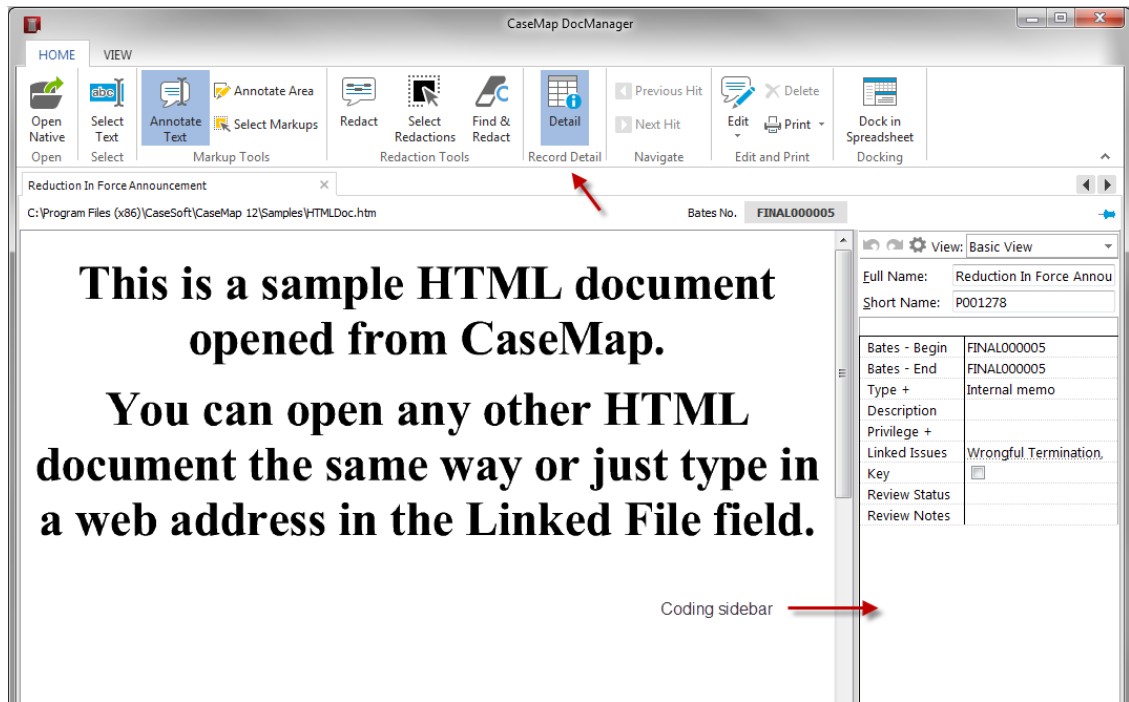 CaseMap DocManager
HOME VIEW
Open Native
Select Text
Annotate Text
Annotate Area
Select Markups
Redact
Select Redactions
Find & Redact
Detail
Previous Hit
Next Hit
Edit
Delete
Print
Dock in Spreadsheet
Open Select Markup Tools Redaction Tools Record Detail Navigate Edit and Print Docking
Reduction In Force Announcement
C:\Program Files (x86)\CaseSoft\CaseMap 12\Samples\HTMLDoc.htm Bates No. FINAL000005
This is a sample HTML document
opened from CaseMap.
You can open any other HTML
document the same way or just type in
a web address in the Linked File field.
View: Basic View
Full Name: Reduction In Force Annou
Short Name: P001278
Bates - Begin FINAL000005
Bates - End FINAL000005
Type + Internal memo
Description
Privilege +
Linked Issues Wrongful Termination,
Key
Review Status
Review Notes
Coding sidebar